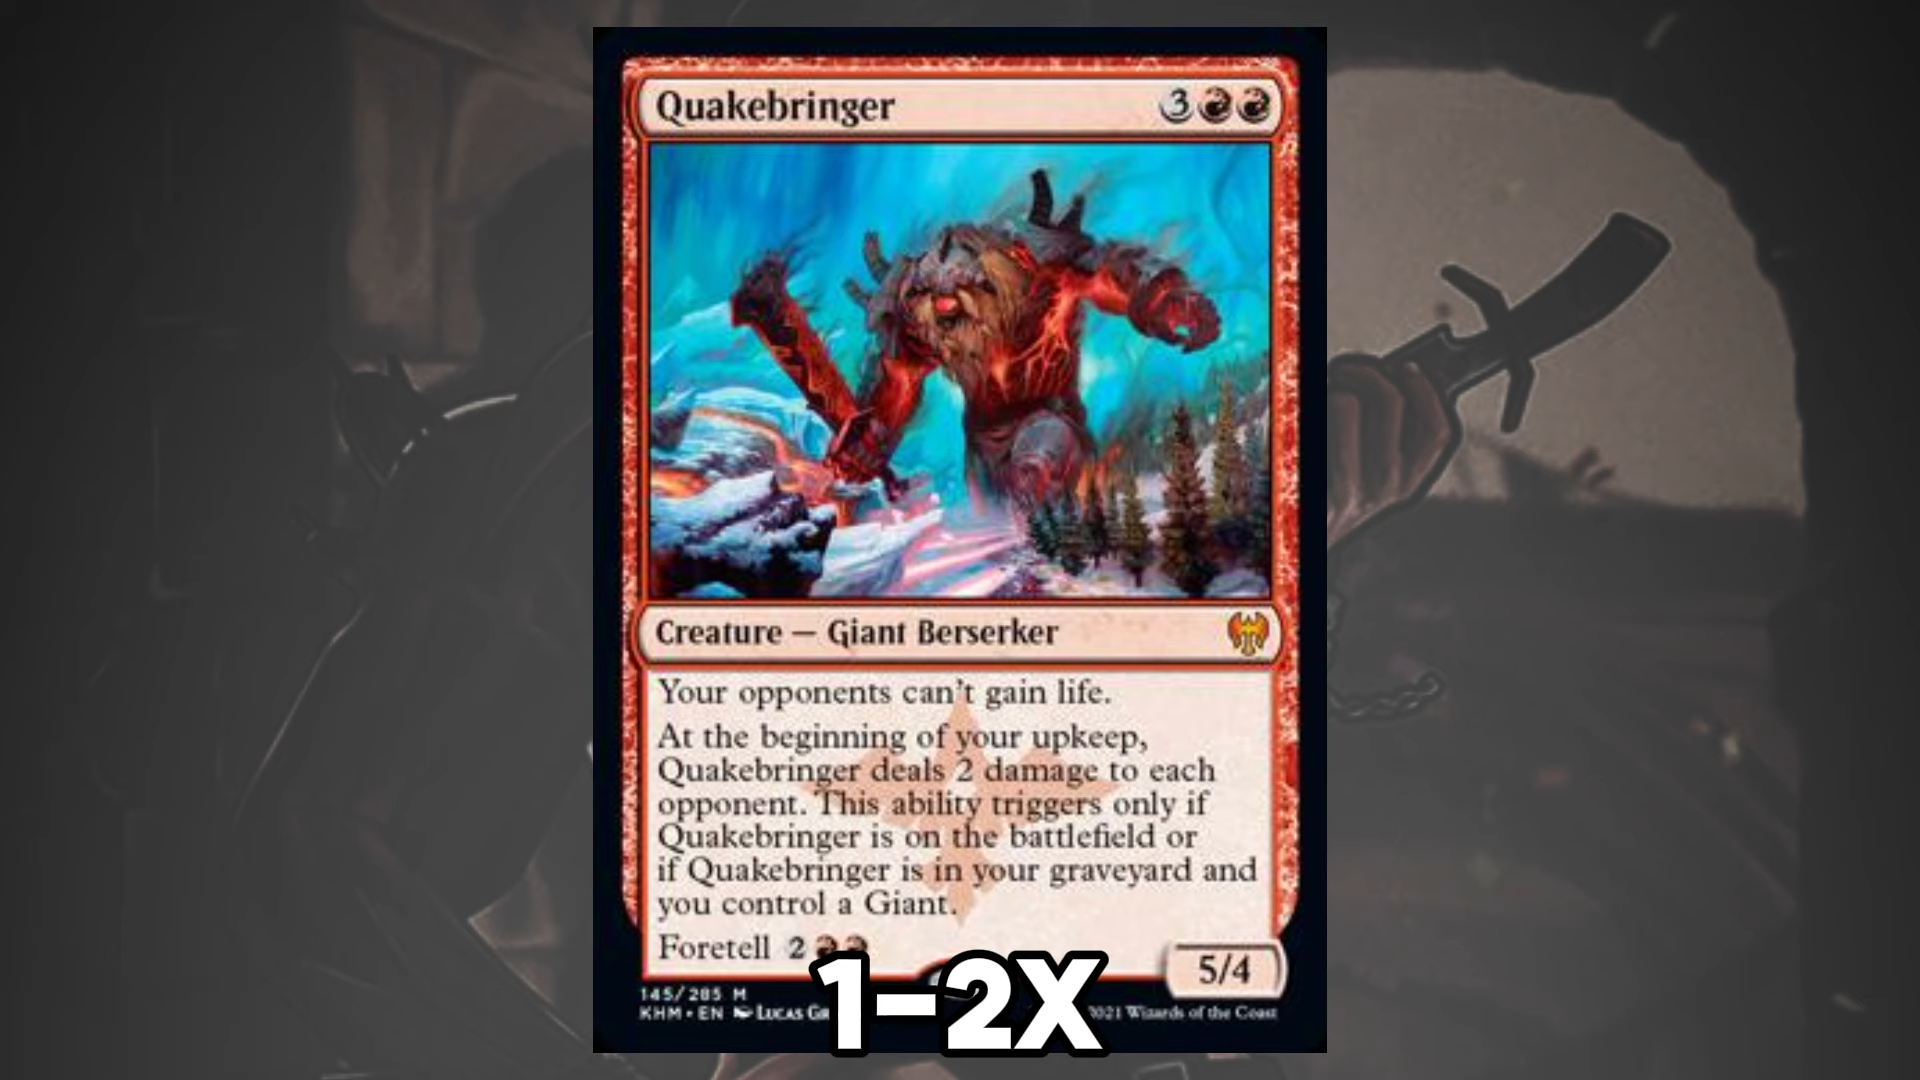 Quakebringer 3
Creature — Giant Berserker
Your opponents can't gain life.
At the beginning of your upkeep,
Quakebringer deals 2 damage to each
opponent. This ability triggers only if
Quakebringer is on the battlefield or
if Quakebringer is in your graveyard and
you control a Giant.
Foretell 2
5/4
1-2X
145/285 M
KHM • EN LUCAS
2021 Wizards of the Coast